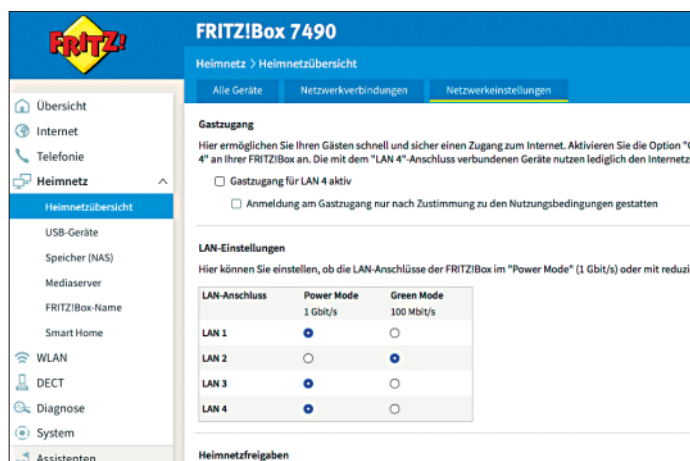 FRITZ!
FRITZ!Box 7490
Heimnetz > Heimnetzübersicht
Alle Geräte Netzwerkverbindungen Netzwerkeinstellungen
Übersicht
Internet
Telefonie
Heimnetz
Heimnetzübersicht
USB-Geräte
Speicher (NAS)
Mediaserver
FRITZ!Box-Name
Smart Home
WLAN
DECT
Diagnose
System
Assistenten
Gastzugang
Hier ermöglichen Sie Ihren Gästen schnell und sicher einen Zugang zum Internet. Aktivieren Sie die Option "
4" an Ihrer FRITZ!Box an. Die mit dem "LAN 4"-Anschluss verbundenen Geräte nutzen lediglich den
Gastzugang für LAN 4 aktiv
Anmeldung am Gastzugang nur nach Zustimmung zu den Nutzungsbedingungen gestatten
LAN-Einstellungen
Hier können Sie einstellen, ob die LAN-Anschlüsse der FRITZ!Box im "Power Mode" (1 Gbit/s) oder mit
LAN-Anschluss Power Mode Green Mode
1 Gbit/s 100 Mbit/s
LAN 1
LAN 2
LAN 3
LAN 4
Heimnetzfreigaben